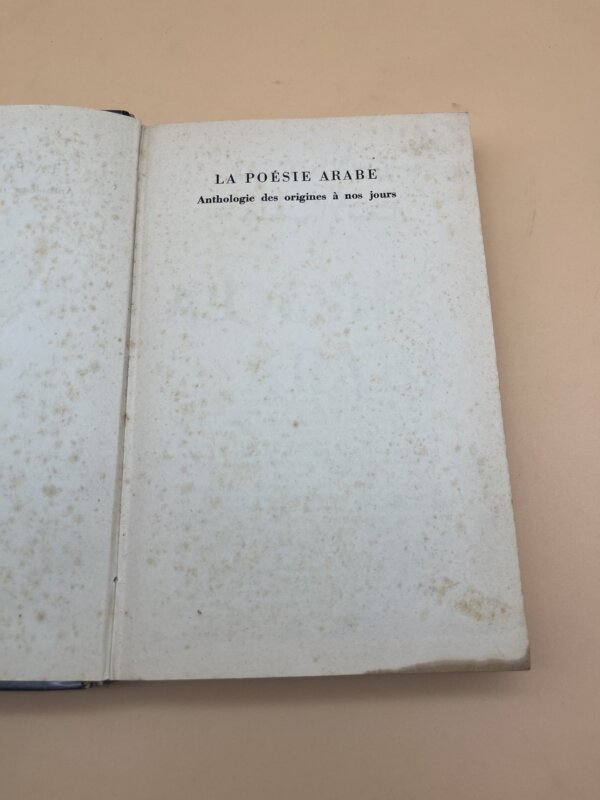 LA POÉSIE ARABE
Anthologie des origines à nos jours